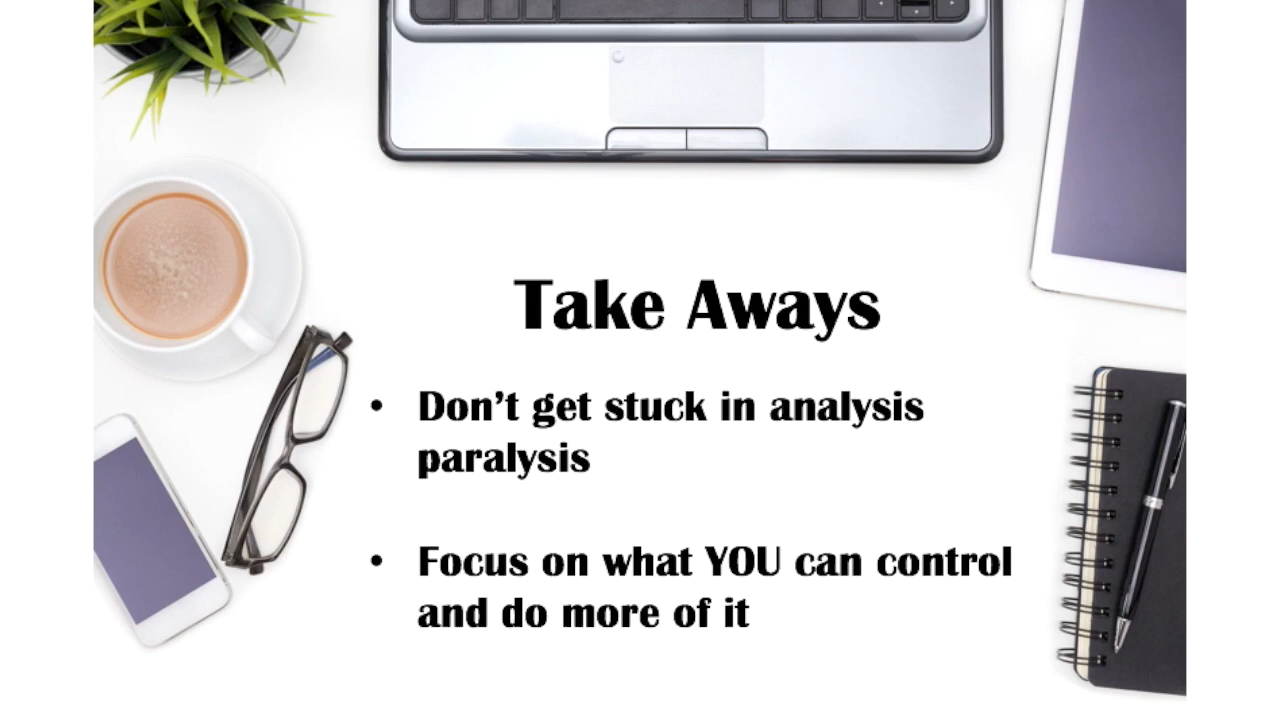 Take Aways
• Don’t get stuck in analysis
paralysis
• Focus on what YOU can control
and do more of it